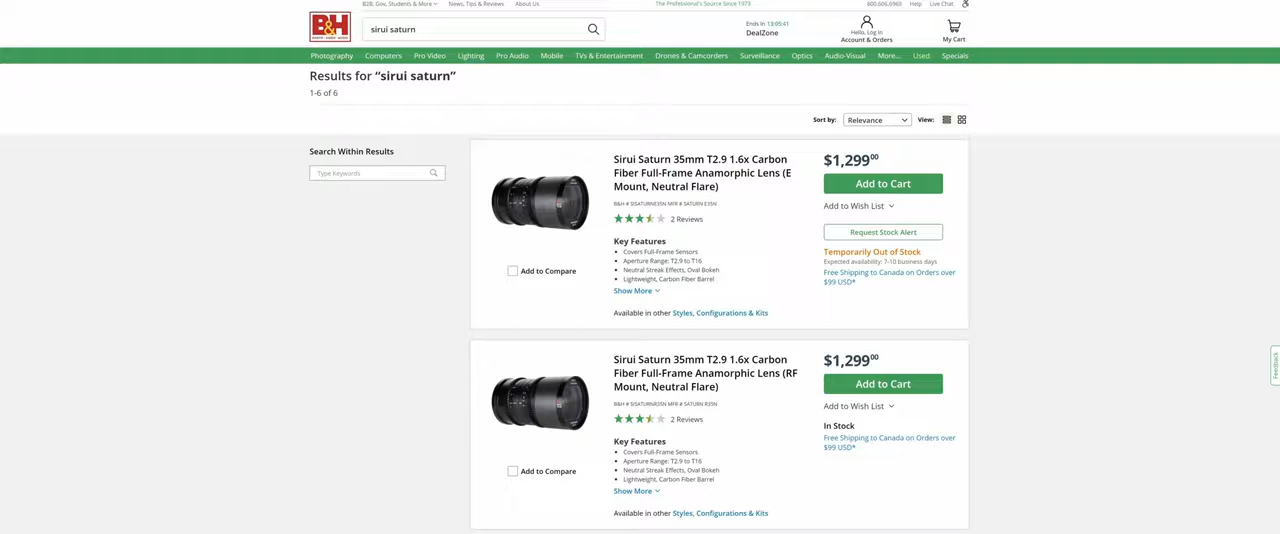 B2B, Gov, Students & More
News, Tips & Reviews
About Us
The Professional's Source Since 1973
800.606.6969
Help
Live Chat
B&H
PHOTO · VIDEO · AUDIO
sirui saturn
Ends in 13:05:41
DealZone
Hello, Log In
Account & Orders
My Cart
Photography
Computers
Pro Video
Lighting
Pro Audio
Mobile
TVs & Entertainment
Drones & Camcorders
Surveillance
Optics
Audio-Visual
More...
Used
Specials
Results for “sirui saturn”
1-6 of 6
Sort by:
Relevance
View:
Search Within Results
Type Keywords
Sirui Saturn 35mm T2.9 1.6x Carbon
Fiber Full-Frame Anamorphic Lens (E
Mount, Neutral Flare)
B&H # SISATURNE35N MFR # SATURN E35N
2 Reviews
Key Features
Covers Full-Frame Sensors
Aperture Range: T2.9 to T16
Neutral Streak Effects, Oval Bokeh
Lightweight, Carbon Fiber Barrel
Show More
Available in other Styles, Configurations & Kits
Add to Compare
$1,299.00
Add to Cart
Add to Wish List
Request Stock Alert
Temporarily Out of Stock
Expected availability: 7-10 business days
Free Shipping to Canada on Orders over
$99 USD*
Sirui Saturn 35mm T2.9 1.6x Carbon
Fiber Full-Frame Anamorphic Lens (RF
Mount, Neutral Flare)
B&H # SISATURNR35N MFR # SATURN R35N
2 Reviews
Key Features
Covers Full-Frame Sensors
Aperture Range: T2.9 to T16
Neutral Streak Effects, Oval Bokeh
Lightweight, Carbon Fiber Barrel
Show More
Available in other Styles, Configurations & Kits
Add to Compare
$1,299.00
Add to Cart
Add to Wish List
In Stock
Free Shipping to Canada on Orders over
$99 USD*
Feedback